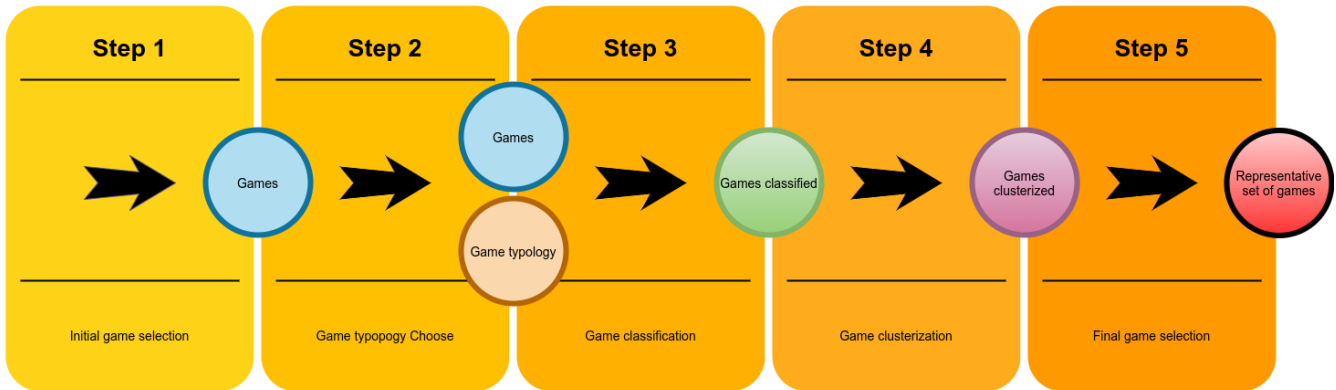 Step 1
Step 2
Step 3
Step 4
Step 5
Games
Games
Game typology
Games classified
Games
clusterized
Representative
set of games
Initial game selection
Game typopogy Choose
Game classification
Game clusterization
Final game selection